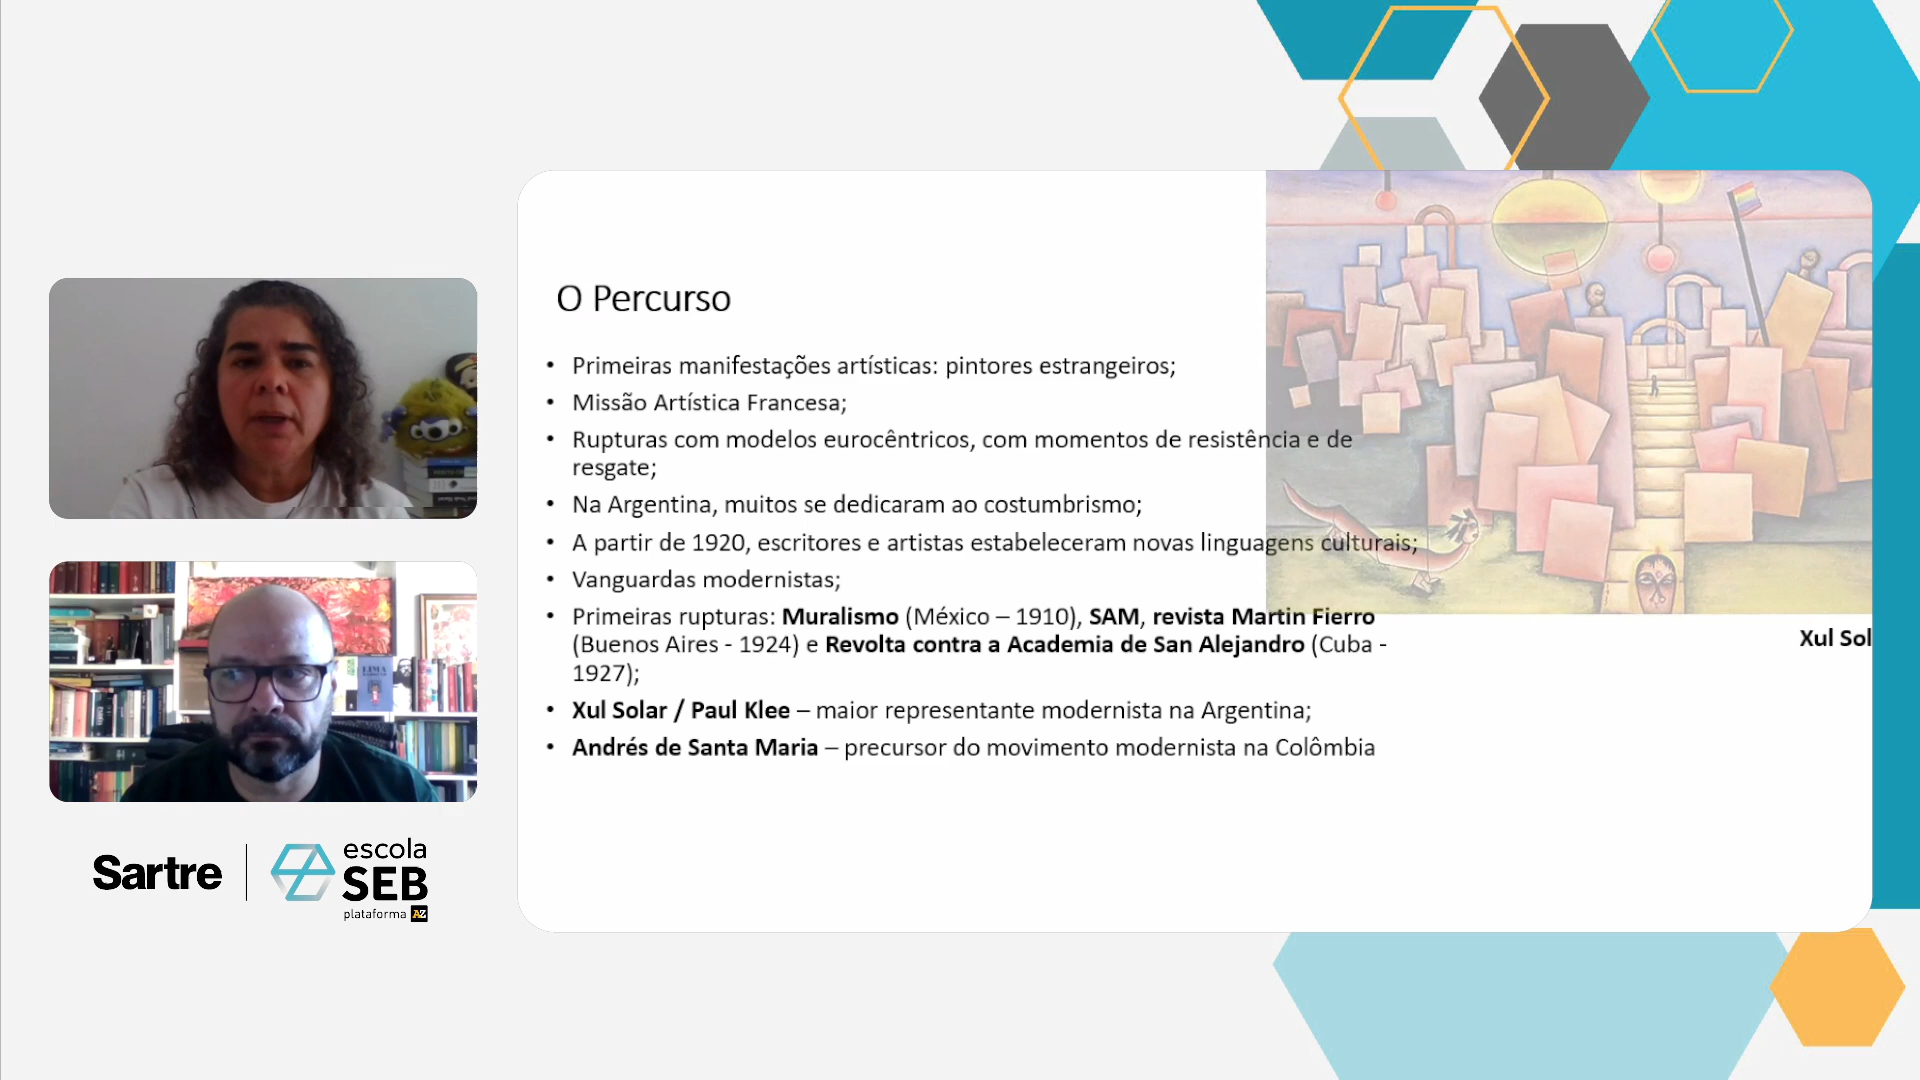 O Percurso
• Primeiras manifestações artísticas: pintores estrangeiros;
• Missão Artística Francesa;
• Rupturas com modelos eurocêntricos, com momentos de resistência e de
resgate;
• Na Argentina, muitos se dedicaram ao costumbrismo;
• A partir de 1920, escritores e artistas estabeleceram novas linguagens culturais;
• Vanguardas modernistas;
• Primeiras rupturas: Muralismo (México – 1910), SAM, revista Martin Fierro
(Buenos Aires - 1924) e Revolta contra a Academia de San Alejandro (Cuba -
1927);
• Xul Solar / Paul Klee – maior representante modernista na Argentina;
• Andrés de Santa Maria – precursor do movimento modernista na Colômbia
Xul Sol
Sartre
escola
SEB
plataforma AZ